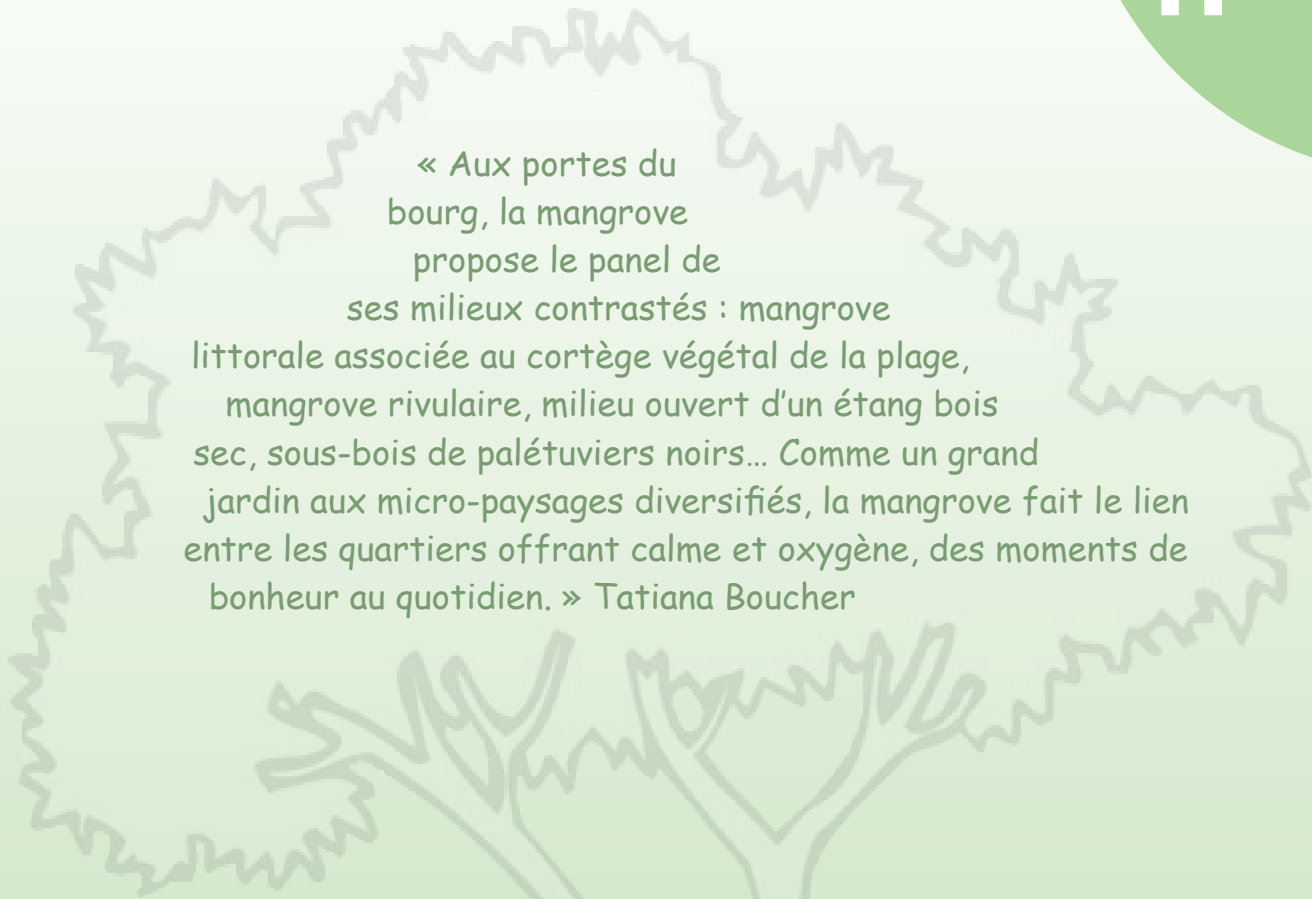 « Aux portes du
bourg, la mangrove
propose le panel de
ses milieux contrastés : mangrove
littorale associée au cortège végétal de la plage,
mangrove rivulaire, milieu ouvert d'un étang bois
sec, sous-bois de palétuviers noirs... Comme un grand
jardin aux micro-paysages diversifiés, la mangrove fait le lien
entre les quartiers offrant calme et oxygène, des moments de
bonheur au quotidien. » Tatiana Boucher